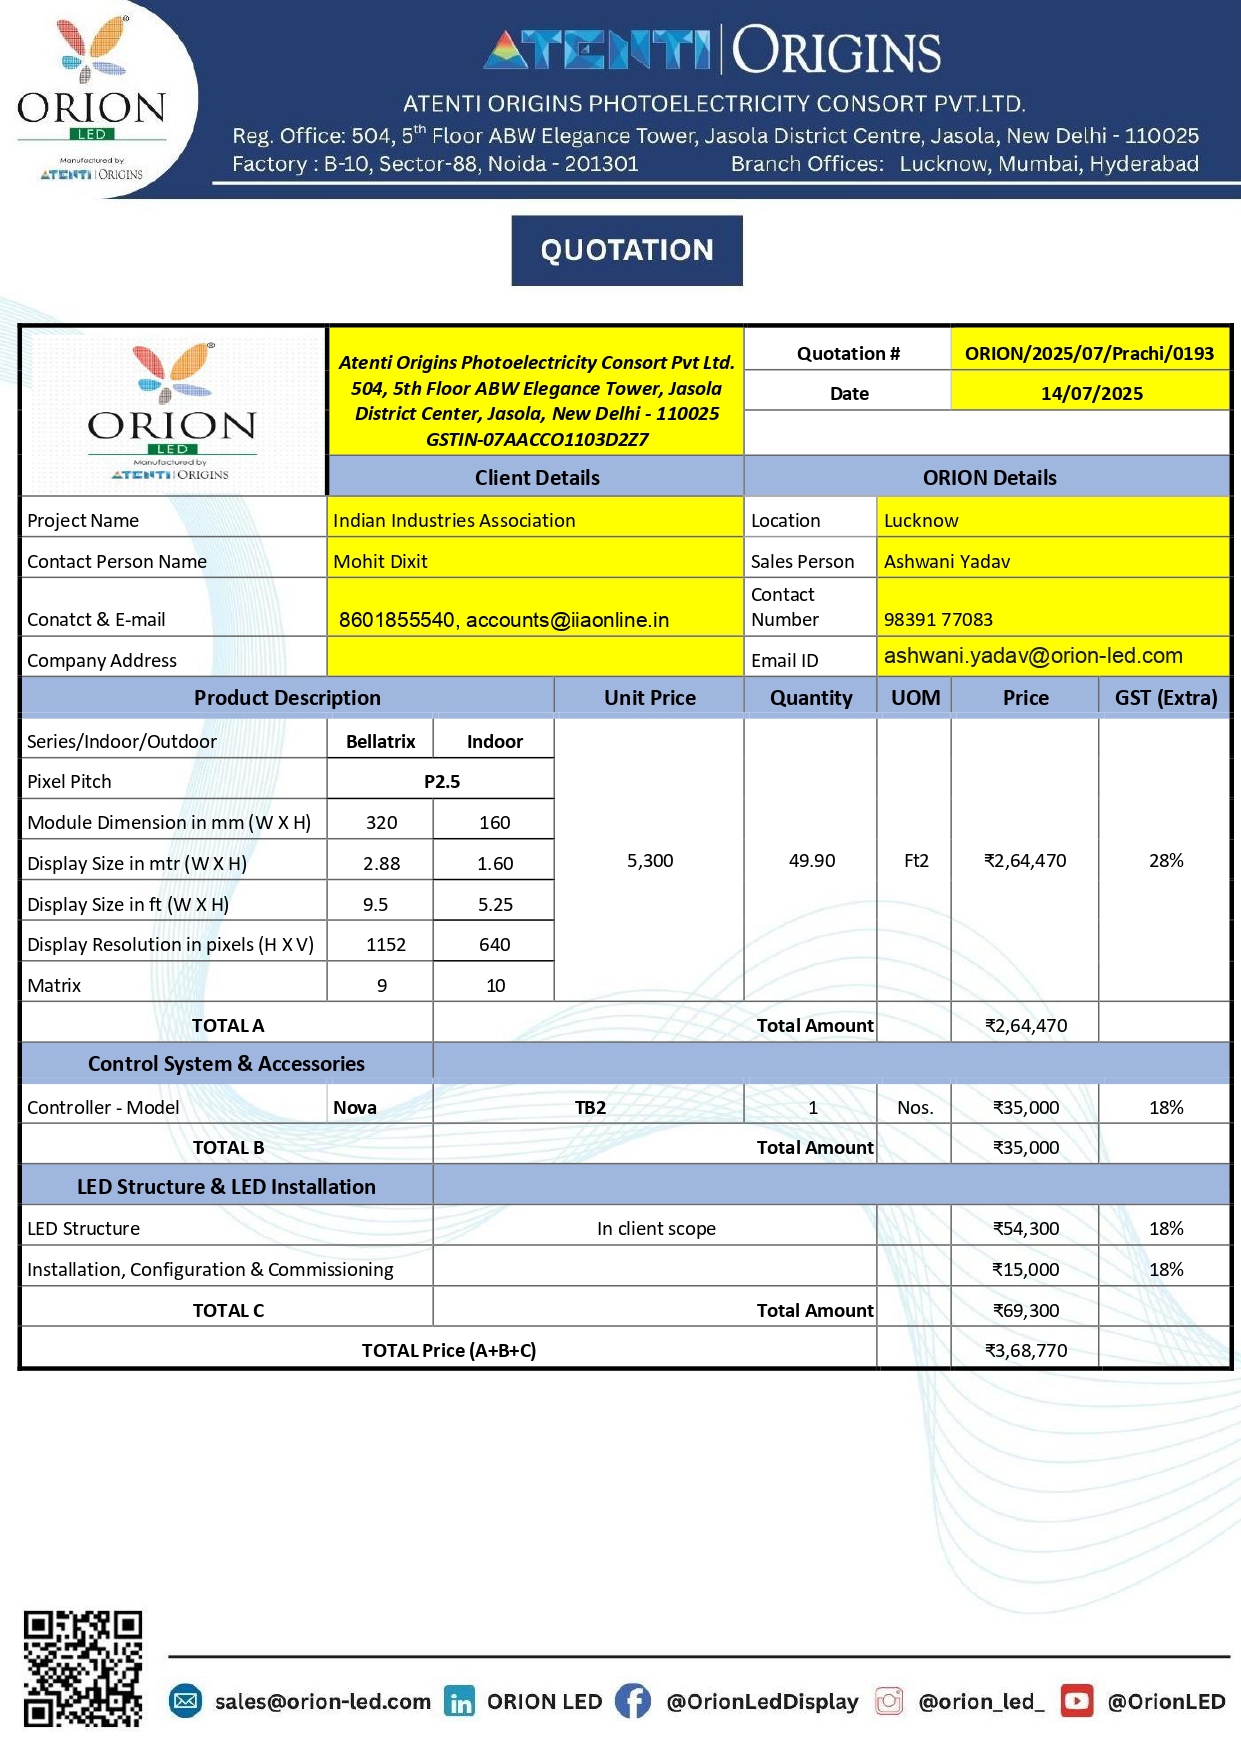 ORION
LED
Manufactured by
ATENTI | ORIGINS
ATENTI | ORIGINS
ATENTI ORIGINS PHOTOELECTRICITY CONSORT PVT.LTD.
Reg. Office: 504, 5th Floor ABW Elegance Tower, Jasola District Centre, Jasola, New Delhi - 110025
Factory : B-10, Sector-88, Noida - 201301 Branch Offices: Lucknow, Mumbai, Hyderabad
QUOTATION
ORION
LED
Manufactured by
ATENTI | ORIGINS
Atenti Origins Photoelectricity Consort Pvt Ltd.
504, 5th Floor ABW Elegance Tower, Jasola
District Center, Jasola, New Delhi - 110025
GSTIN-07AACCO1103D2Z7
Quotation # ORION/2025/07/Prachi/0193
Date 14/07/2025
Client Details ORION Details
Project Name Indian Industries Association Location Lucknow
Contact Person Name Mohit Dixit Sales Person Ashwani Yadav
Conatct & E-mail 8601855540, accounts@iiaonline.in Contact Number 98391 77083
Company Address Email ID ashwani.yadav@orion-led.com
Product Description Unit Price Quantity UOM Price GST (Extra)
Series/Indoor/Outdoor Bellatrix Indoor
Pixel Pitch P2.5
Module Dimension in mm (W X H) 320 160
Display Size in mtr (W X H) 2.88 1.60 5,300 49.90 Ft2 ₹2,64,470 28%
Display Size in ft (W X H) 9.5 5.25
Display Resolution in pixels (H X V) 1152 640
Matrix 9 10
TOTAL A Total Amount ₹2,64,470
Control System & Accessories
Controller - Model Nova TB2 1 Nos. ₹35,000 18%
TOTAL B Total Amount ₹35,000
LED Structure & LED Installation
LED Structure In client scope ₹54,300 18%
Installation, Configuration & Commissioning ₹15,000 18%
TOTAL C Total Amount ₹69,300
TOTAL Price (A+B+C) ₹3,68,770
sales@orion-led.com in ORION LED @OrionLedDisplay @orion_led_ @OrionLED